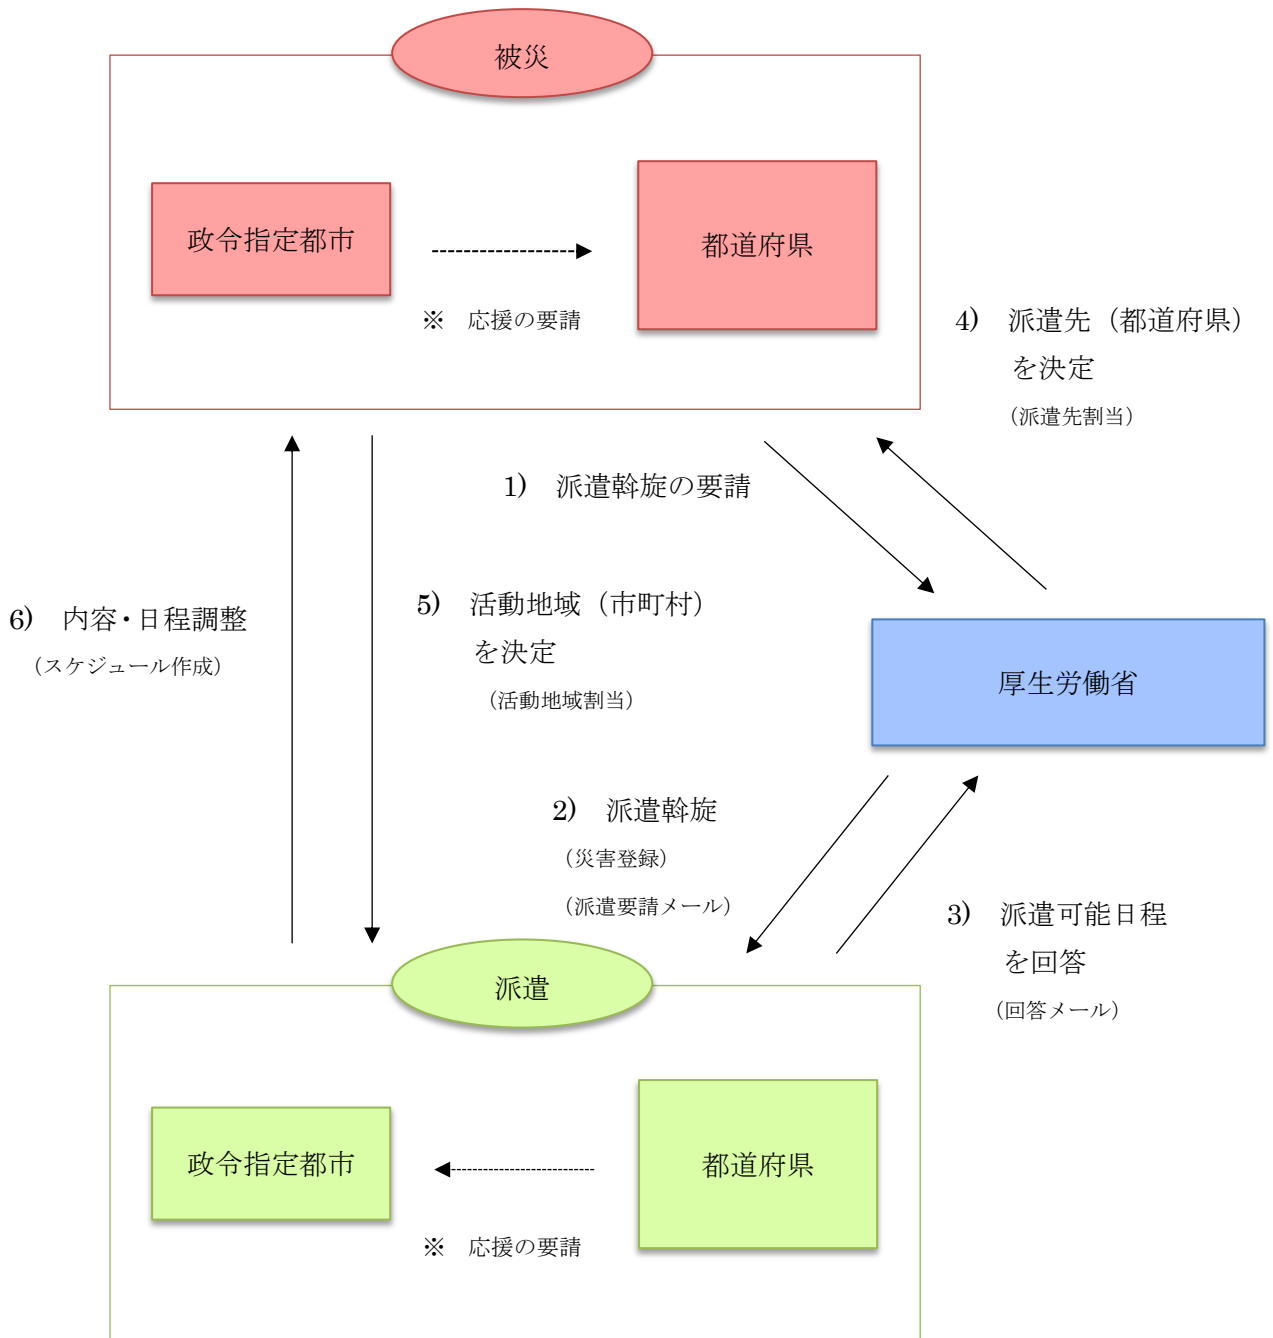 被災
政令指定都市
都道府県
※　応援の要請
4)　派遣先（都道府県）
を決定
（派遣先割当）
1)　派遣斡旋の要請
6)　内容・日程調整
（スケジュール作成）
5)　活動地域（市町村）
を決定
（活動地域割当）
厚生労働省
2)　派遣斡旋
（災害登録）
（派遣要請メール）
3)　派遣可能日程
を回答
（回答メール）
派遣
政令指定都市
都道府県
※　応援の要請